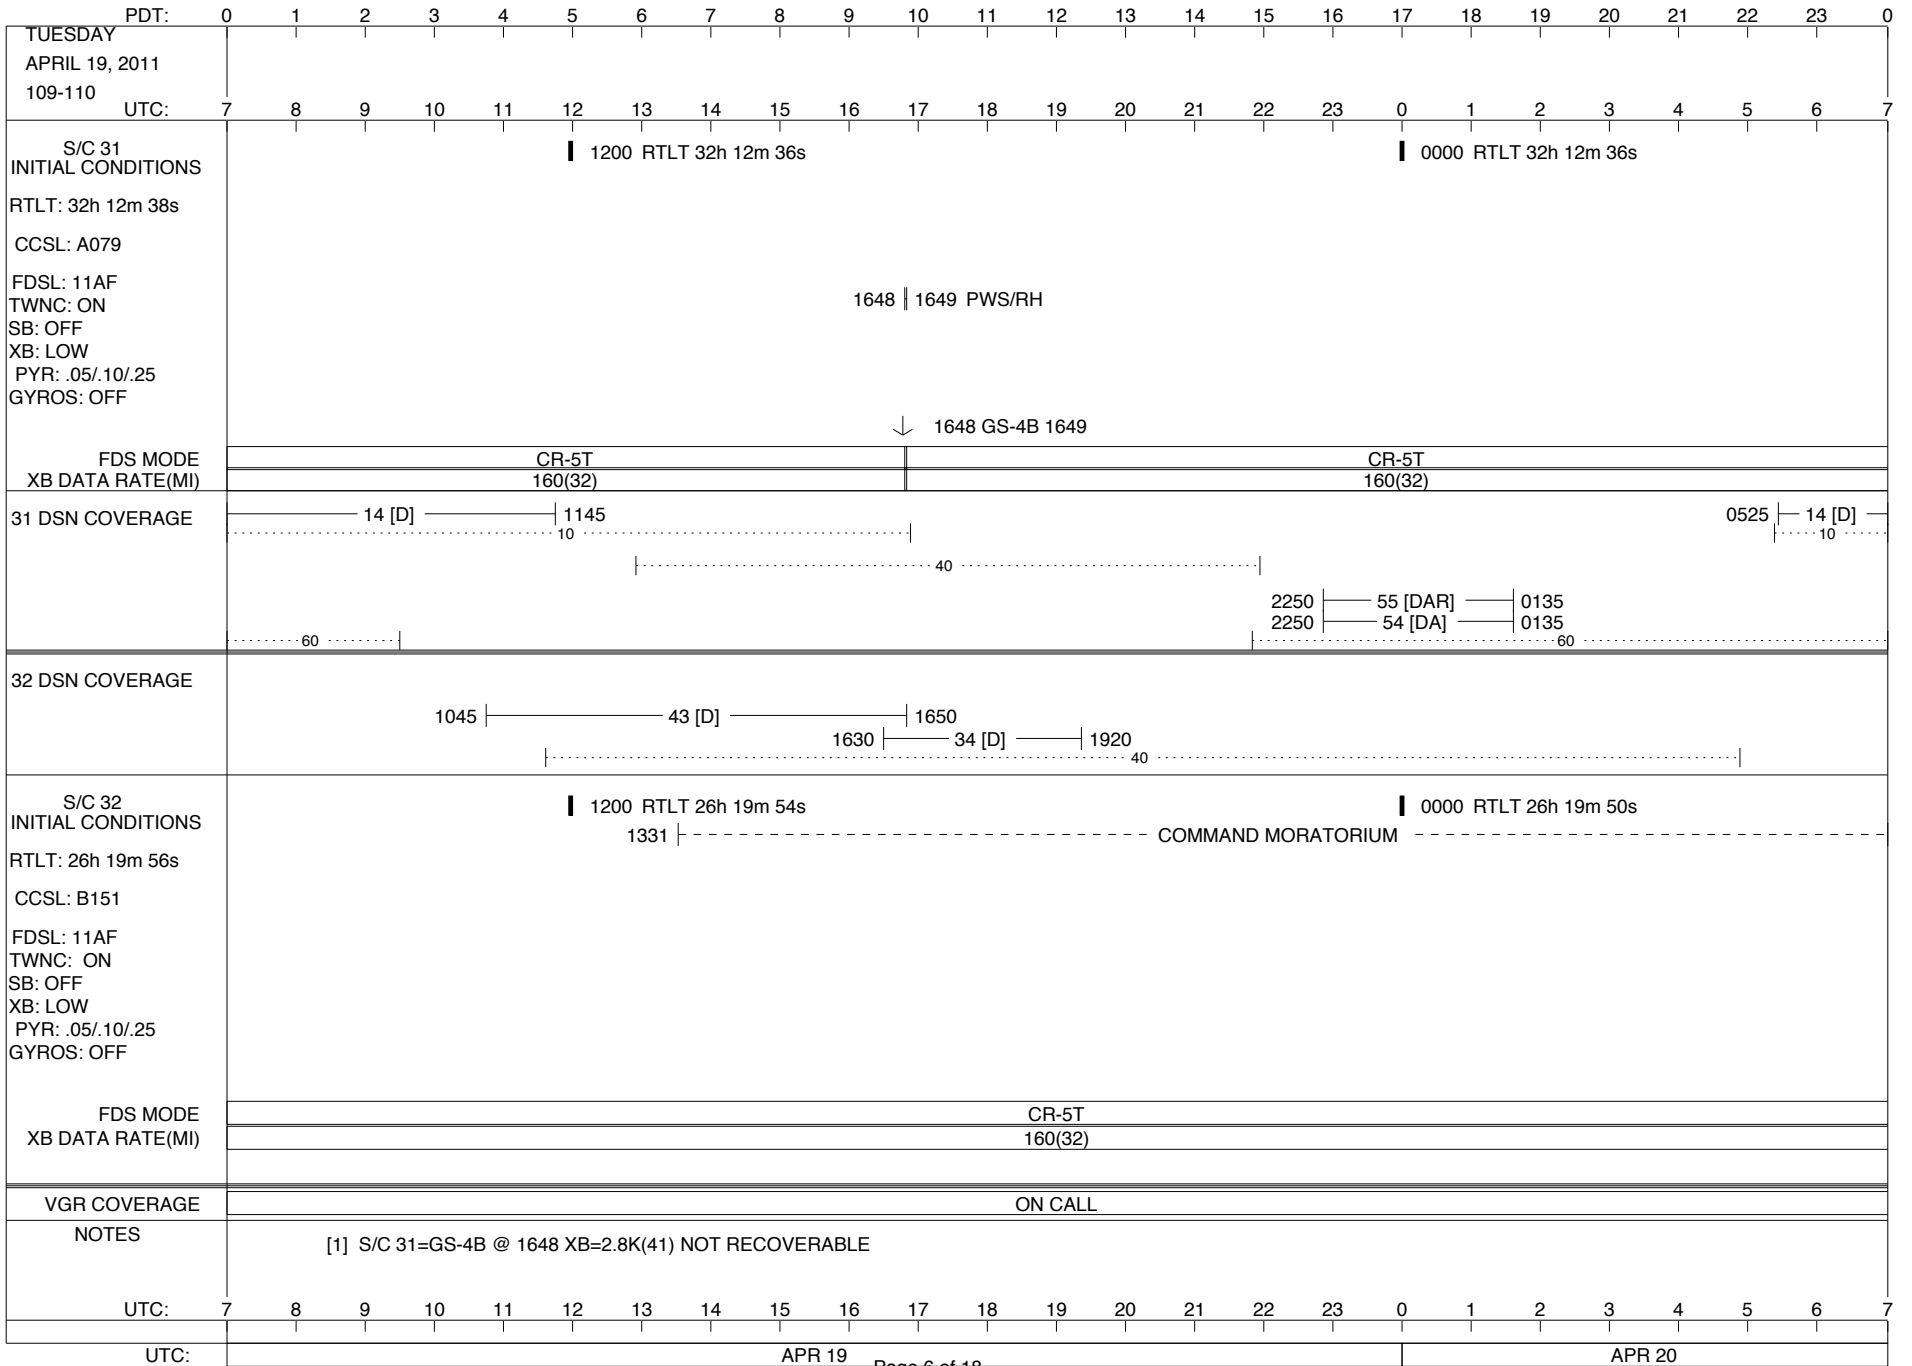 PDT: 0 1 2 3 4 5 6 7 8 9 10 11 12 13 14 15 16 17 18 19 20 21 22 23 0
TUESDAY
APRIL 19, 2011
109-110
UTC: 7 8 9 10 11 12 13 14 15 16 17 18 19 20 21 22 23 0 1 2 3 4 5 6 7
S/C 31
INITIAL CONDITIONS
1200 RTLT 32h 12m 36s
0000 RTLT 32h 12m 36s
RTLT: 32h 12m 38s
CCSL: A079
FDSL: 11AF
TWNC: ON
1648 1649 PWS/RH
SB: OFF
XB: LOW
PYR: .05/.10/.25
GYROS: OFF
1648 GS-4B 1649
FDS MODE CR-5T CR-5T
XB DATA RATE(MI) 160(32) 160(32)
31 DSN COVERAGE 14 [D] 1145 0525 14 [D]
10 10
40
2250 55 [DAR] 0135
2250 54 [DA] 0135
60 60
32 DSN COVERAGE
1045 43 [D] 1650
1630 34 [D] 1920
40
S/C 32
INITIAL CONDITIONS
1200 RTLT 26h 19m 54s
0000 RTLT 26h 19m 50s
1331 COMMAND MORATORIUM
RTLT: 26h 19m 56s
CCSL: B151
FDSL: 11AF
TWNC: ON
SB: OFF
XB: LOW
PYR: .05/.10/.25
GYROS: OFF
FDS MODE CR-5T
XB DATA RATE(MI) 160(32)
VGR COVERAGE ON CALL
NOTES
[1] S/C 31=GS-4B @ 1648 XB=2.8K(41) NOT RECOVERABLE
UTC: 7 8 9 10 11 12 13 14 15 16 17 18 19 20 21 22 23 0 1 2 3 4 5 6 7
UTC: APR 19 APR 20
Page 6 of 18